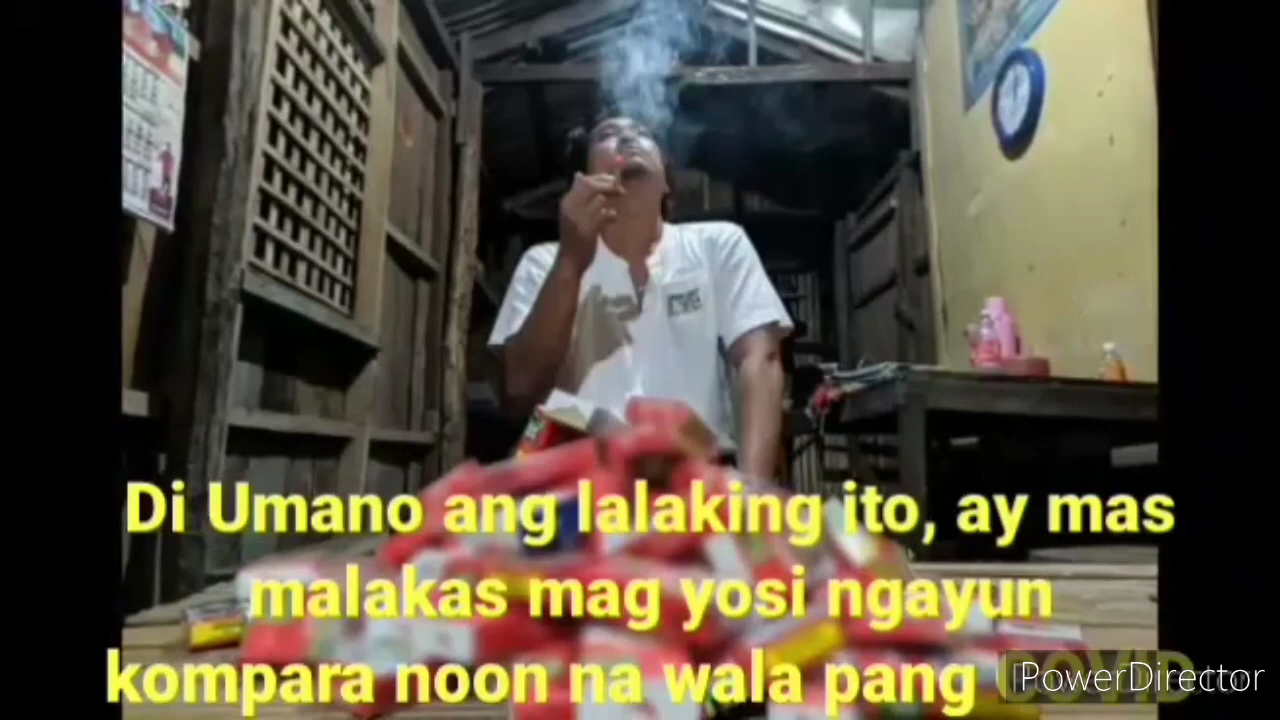 Di Umano ang lalaking ito, ay mas
malakas mag yosi ngayun
kompara noon na wala pang
PowerDirector